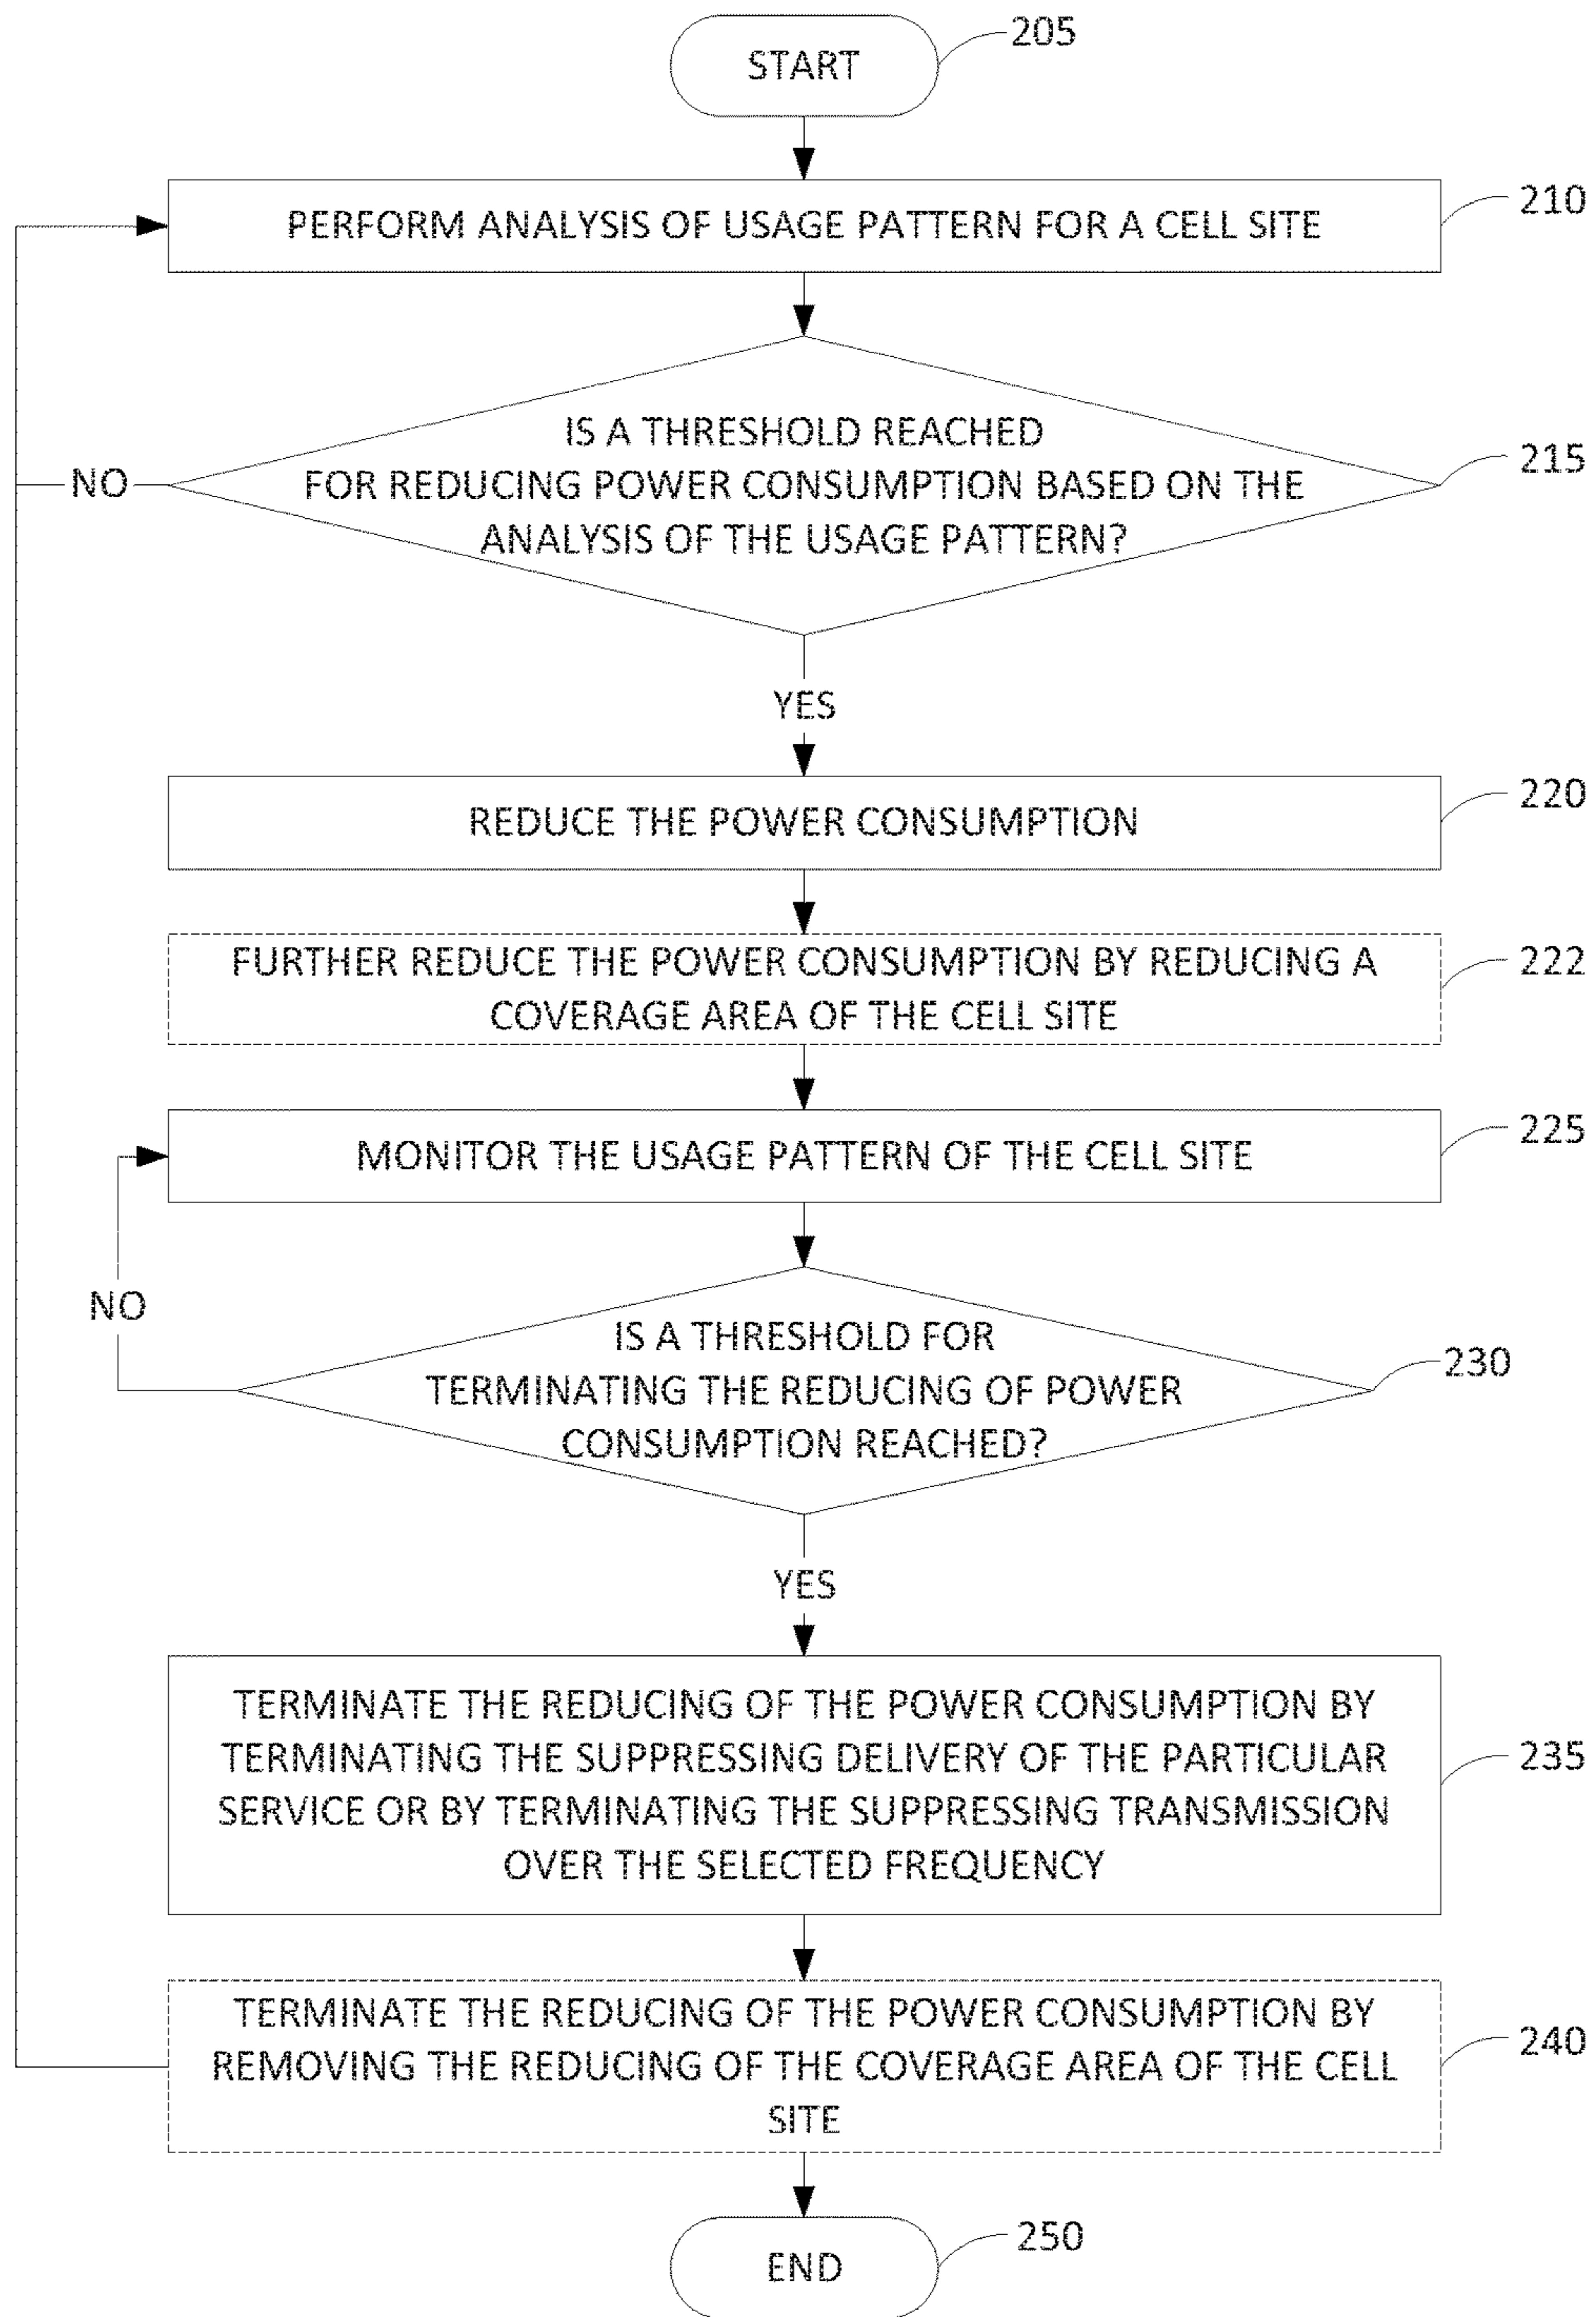 START
205
PERFORM ANALYSIS OF USAGE PATTERN FOR A CELL SITE
210
IS A THRESHOLD REACHED
FOR REDUCING POWER CONSUMPTION BASED ON THE
ANALYSIS OF THE USAGE PATTERN?
215
NO
YES
REDUCE THE POWER CONSUMPTION
220
FURTHER REDUCE THE POWER CONSUMPTION BY REDUCING A
COVERAGE AREA OF THE CELL SITE
222
MONITOR THE USAGE PATTERN OF THE CELL SITE
225
NO
IS A THRESHOLD FOR
TERMINATING THE REDUCING OF POWER
CONSUMPTION REACHED?
230
YES
TERMINATE THE REDUCING OF THE POWER CONSUMPTION BY
TERMINATING THE SUPPRESSING DELIVERY OF THE PARTICULAR
SERVICE OR BY TERMINATING THE SUPPRESSING TRANSMISSION
OVER THE SELECTED FREQUENCY
235
TERMINATE THE REDUCING OF THE POWER CONSUMPTION BY
REMOVING THE REDUCING OF THE COVERAGE AREA OF THE CELL
SITE
240
END
250